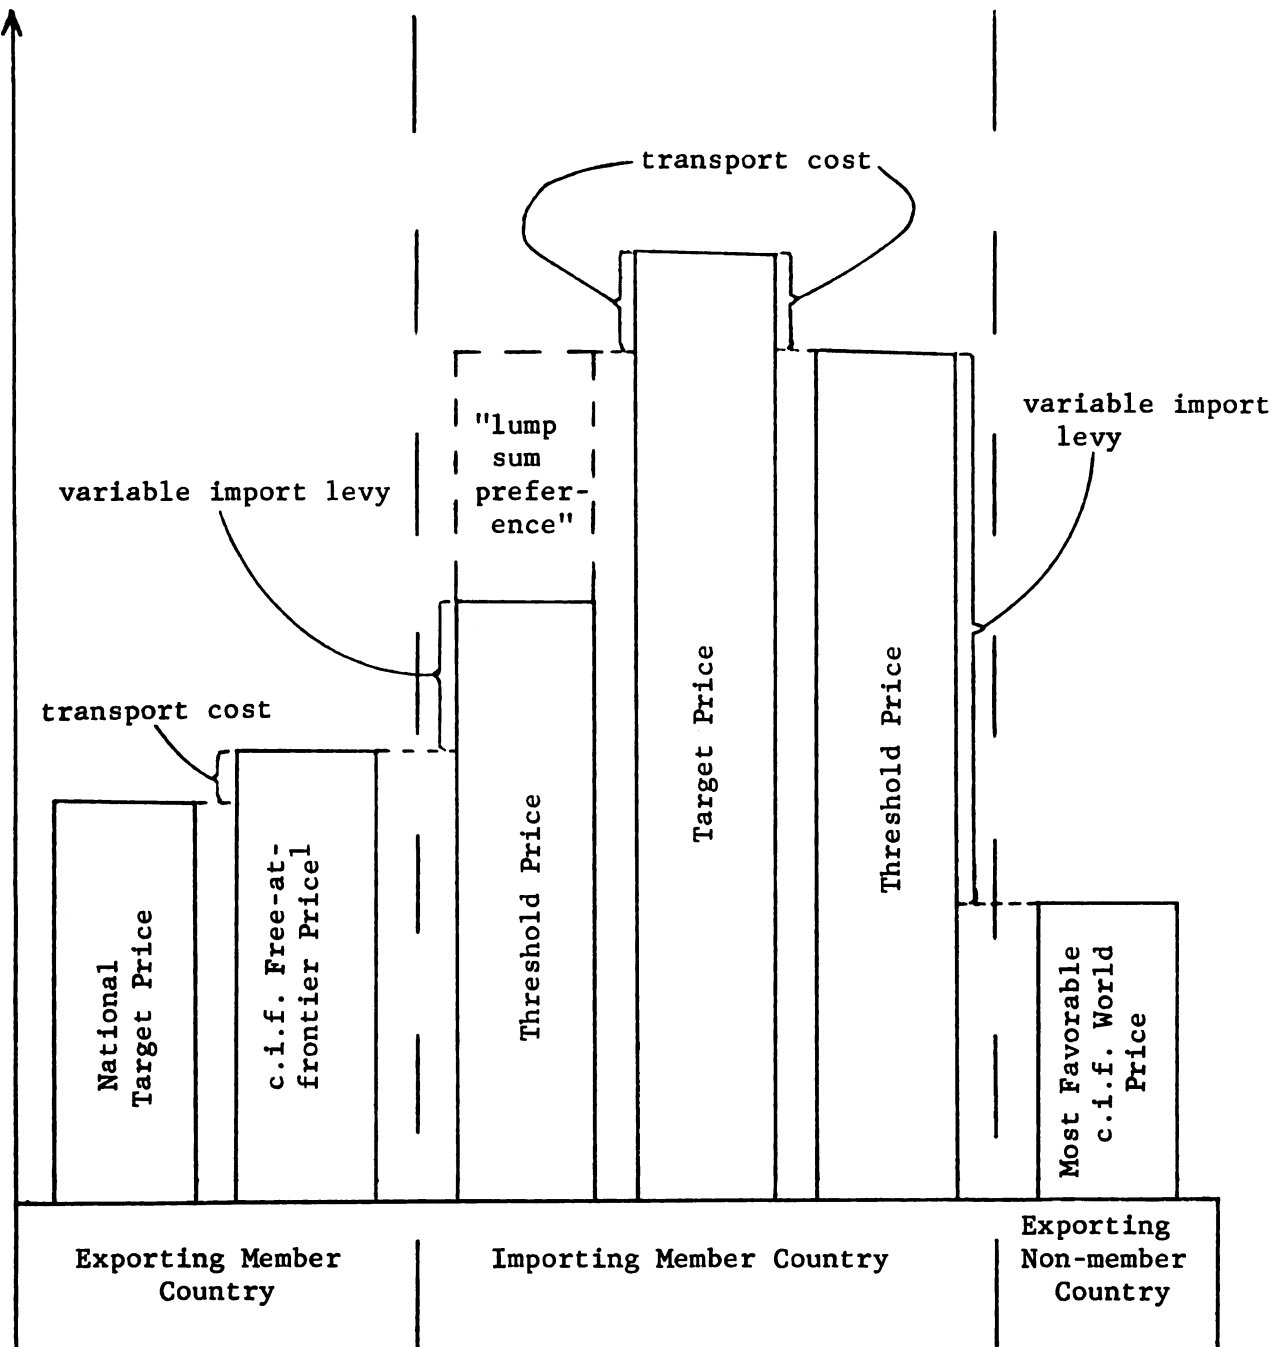 transport cost
variable import
levy
"lump
sum
prefer-
ence"
variable import levy
transport cost
National
Target Price
c.i.f. Free-at-
frontier Price1
Threshold Price
Target Price
Threshold Price
Most Favorable
c.i.f. World
Price
Exporting Member
Country
Importing Member Country
Exporting
Non-member
Country